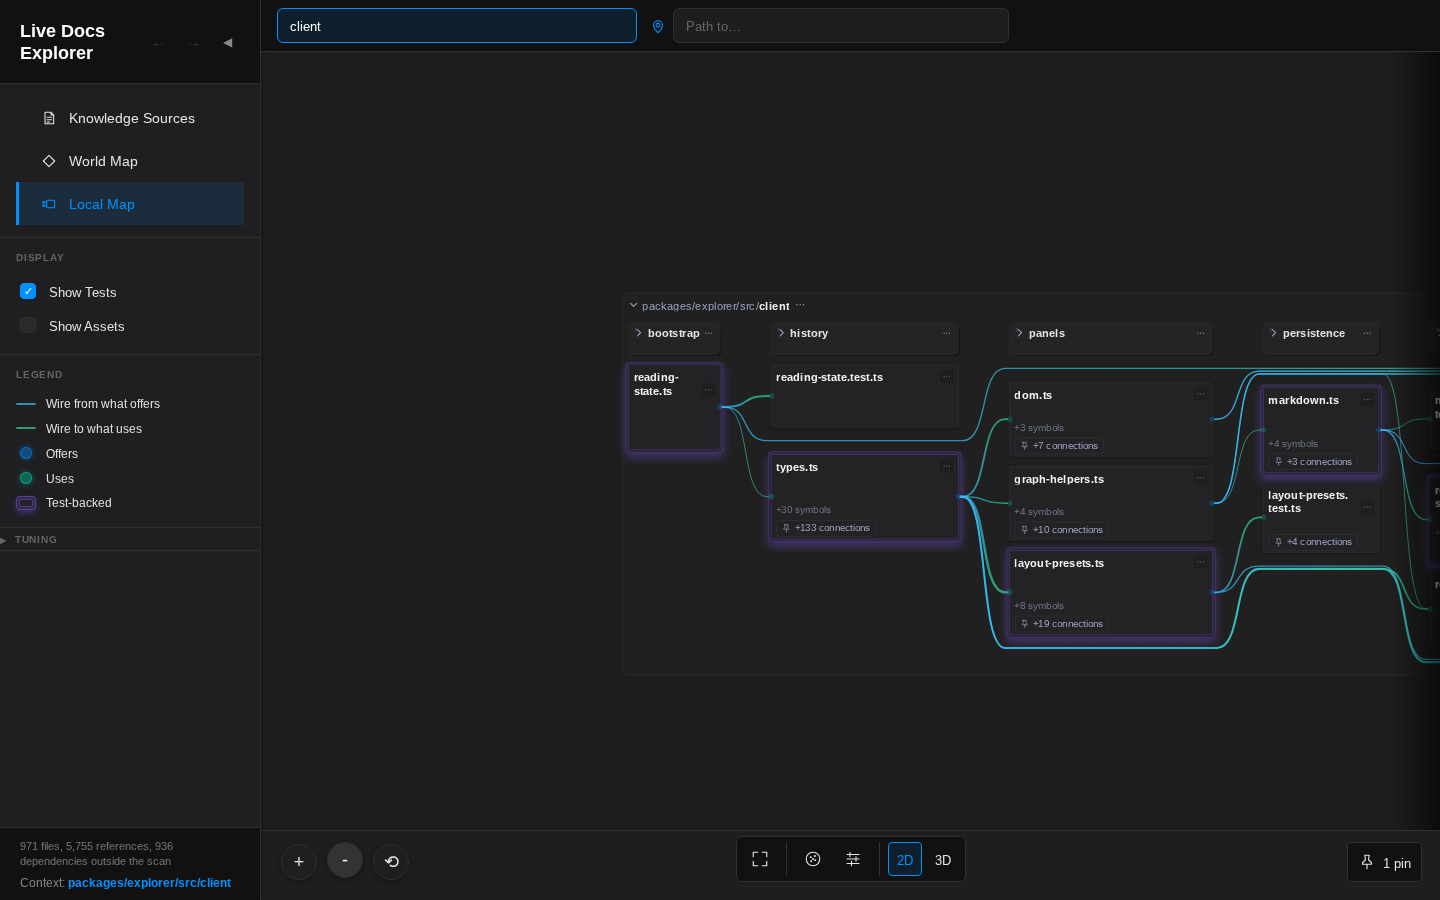 Live Docs
Explorer
← → ◀
client
Path to...
Knowledge Sources
World Map
Local Map
DISPLAY
✓ Show Tests
Show Assets
LEGEND
Wire from what offers
Wire to what uses
Offers
Uses
Test-backed
▶ TUNING
971 files, 5,755 references, 936
dependencies outside the scan
Context: packages/explorer/src/client
packages/explorer/src/client ···
bootstrap ···
history ···
panels ···
persistence ···
reading-
state.ts ···
reading-state.test.ts ···
types.ts ···
+30 symbols
+133 connections
dom.ts ···
+3 symbols
+7 connections
graph-helpers.ts ···
+4 symbols
+10 connections
layout-presets.ts ···
+8 symbols
+19 connections
markdown.ts ···
+4 symbols
+3 connections
layout-presets.
test.ts ···
+4 connections
+
-
⟲
2D
3D
1 pin